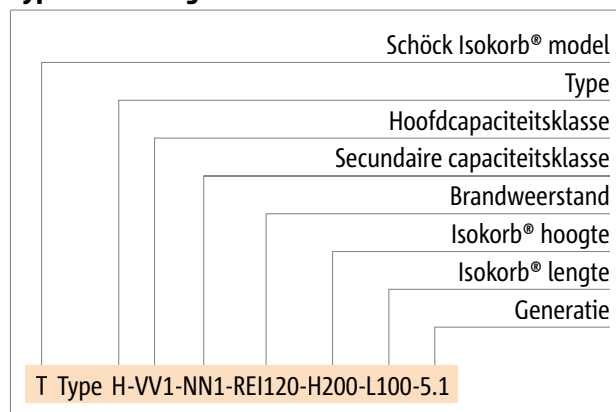 Schöck Isokorb® model
Type
Hoofdcapaciteitsklasse
Secundaire capaciteitsklasse
Brandweerstand
Isokorb® hoogte
Isokorb® lengte
Generatie
T Type H-VV1-NN1-REI120-H200-L100-5.1